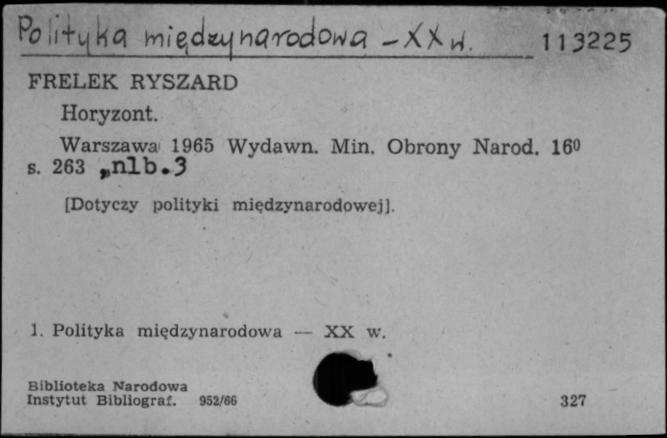 Polityka międzynarodowa – XX w. 113225
FRELEK RYSZARD
Horyzont.
Warszawa 1965 Wydawn. Min. Obrony Narod. 16⁰
s. 263 „nlb.3
[Dotyczy polityki międzynarodowej].
1. Polityka międzynarodowa — XX w.
Biblioteka Narodowa
Instytut Bibliograf. 952/66 327